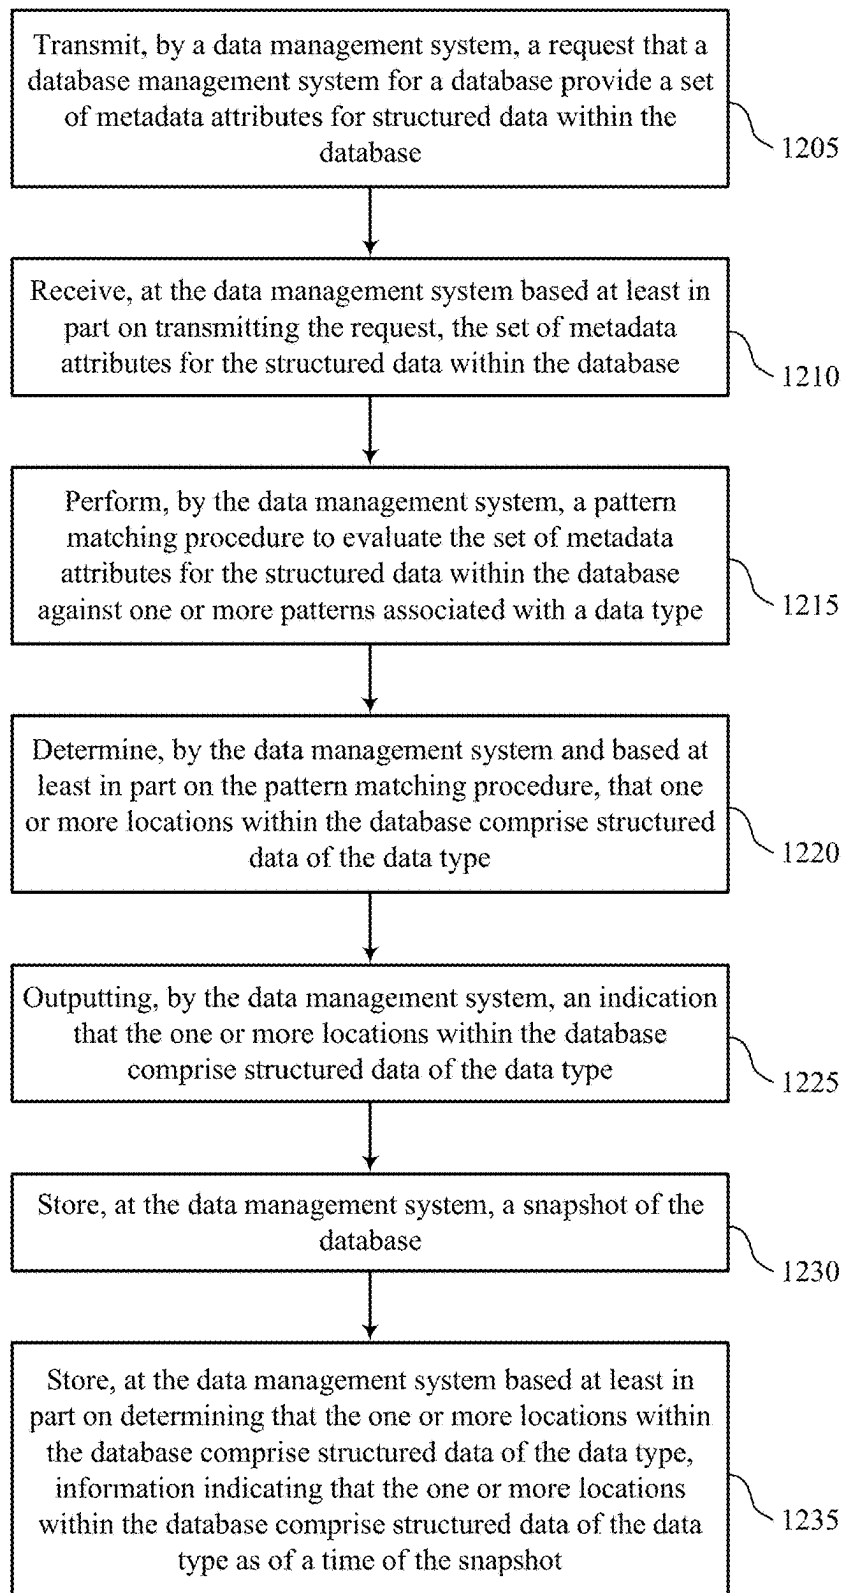 Transmit, by a data management system, a request that a
database management system for a database provide a set
of metadata attributes for structured data within the
database
1205
Receive, at the data management system based at least in
part on transmitting the request, the set of metadata
attributes for the structured data within the database
1210
Perform, by the data management system, a pattern
matching procedure to evaluate the set of metadata
attributes for the structured data within the database
against one or more patterns associated with a data type
1215
Determine, by the data management system and based at
least in part on the pattern matching procedure, that one
or more locations within the database comprise structured
data of the data type
1220
Outputting, by the data management system, an indication
that the one or more locations within the database
comprise structured data of the data type
1225
Store, at the data management system, a snapshot of the
database
1230
Store, at the data management system based at least in
part on determining that the one or more locations within
the database comprise structured data of the data type,
information indicating that the one or more locations
within the database comprise structured data of the data
type as of a time of the snapshot
1235